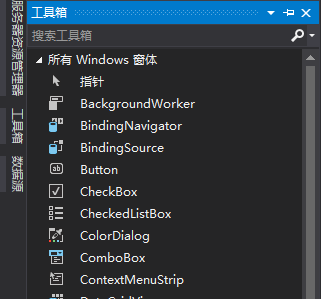 服务器资源管理器
工具箱
数据源
工具箱
搜索工具箱
所有 Windows 窗体
指针
BackgroundWorker
BindingNavigator
BindingSource
Button
CheckBox
CheckedListBox
ColorDialog
ComboBox
ContextMenuStrip